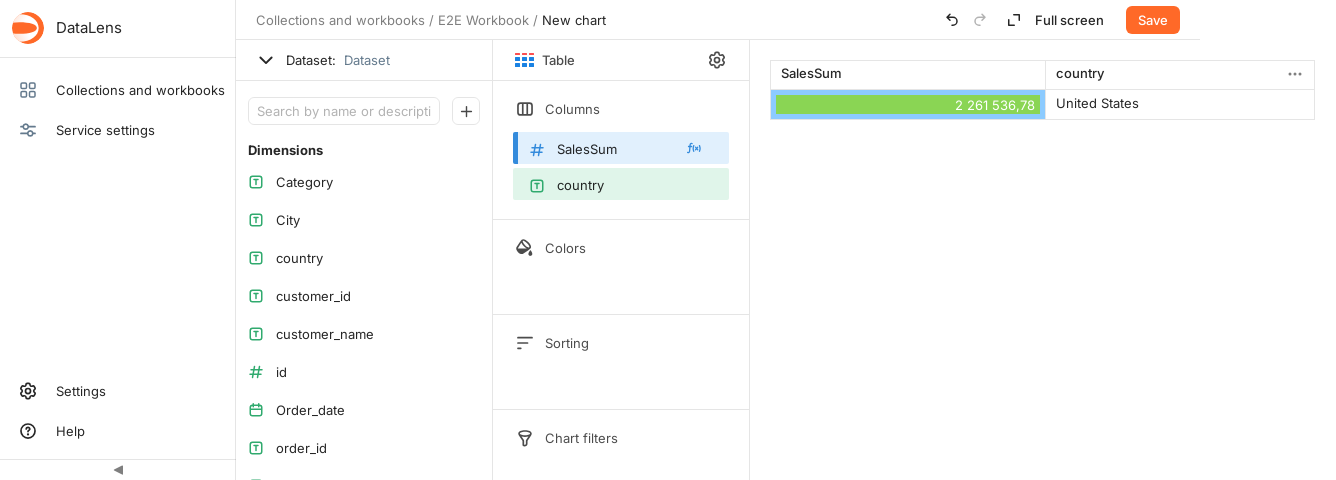 DataLens
Collections and workbooks
Service settings
Settings
Help
Collections and workbooks / E2E Workbook / New chart
Full screen
Save
Dataset: Dataset
Search by name or descripti
Dimensions
Category
City
country
customer_id
customer_name
id
Order_date
order_id
Table
Columns
SalesSum
country
Colors
Sorting
Chart filters
SalesSum country
2 261 536,78 United States